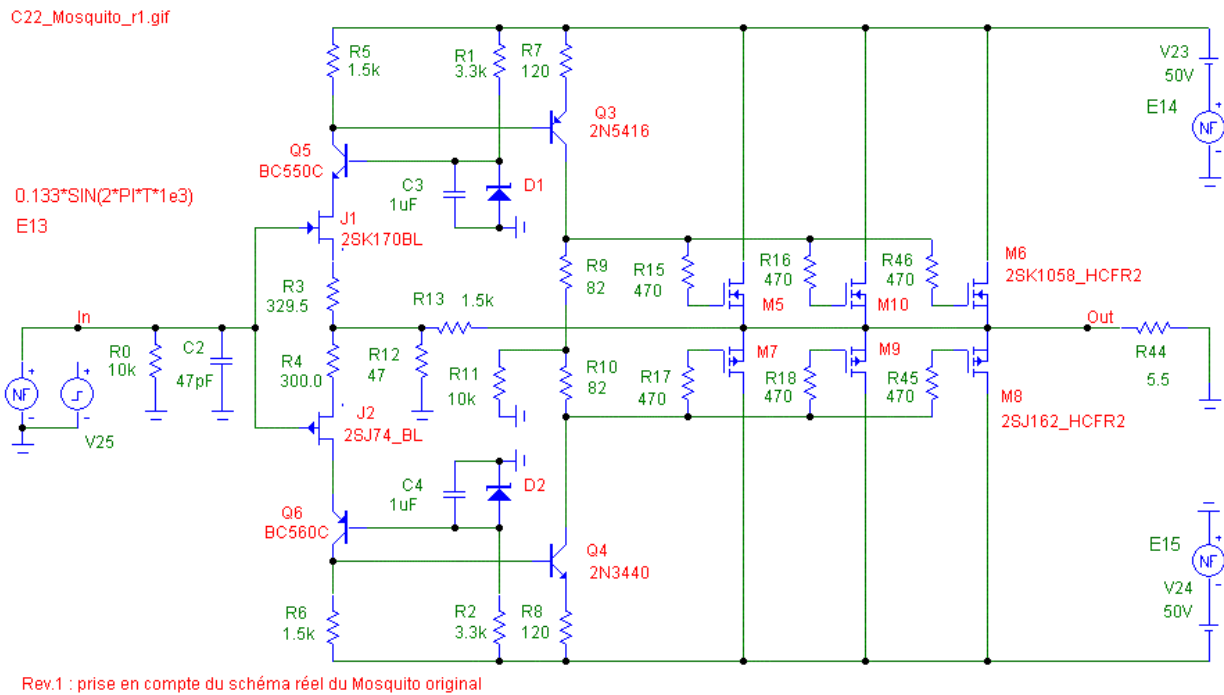 C22_Mosquito_r1.gif
R5
1.5k
R1
3.3k
R7
120
V23
50V
E14
NF
+
-
Q3
2N5416
Q5
BC550C
C3
1uF
D1
0.133*SIN(2*PI*T*1e3)
E13
J1
2SK170BL
R9
82
R15
470
R16
470
R46
470
M6
2SK1058_HCFR2
M5
M10
R3
329.5
R13 1.5k
In
Out
R0
10k
C2
47pF
R4
300.0
R12
47
R11
10k
R10
82
M7
M9
R17
470
R18
470
R45
470
R44
5.5
M8
2SJ162_HCFR2
NF
+
-
+
-
V25
J2
2SJ74_BL
C4
1uF
D2
Q6
BC560C
Q4
2N3440
E15
NF
+
-
V24
50V
R6
1.5k
R2
3.3k
R8
120
Rev.1 : prise en compte du schéma réel du Mosquito original